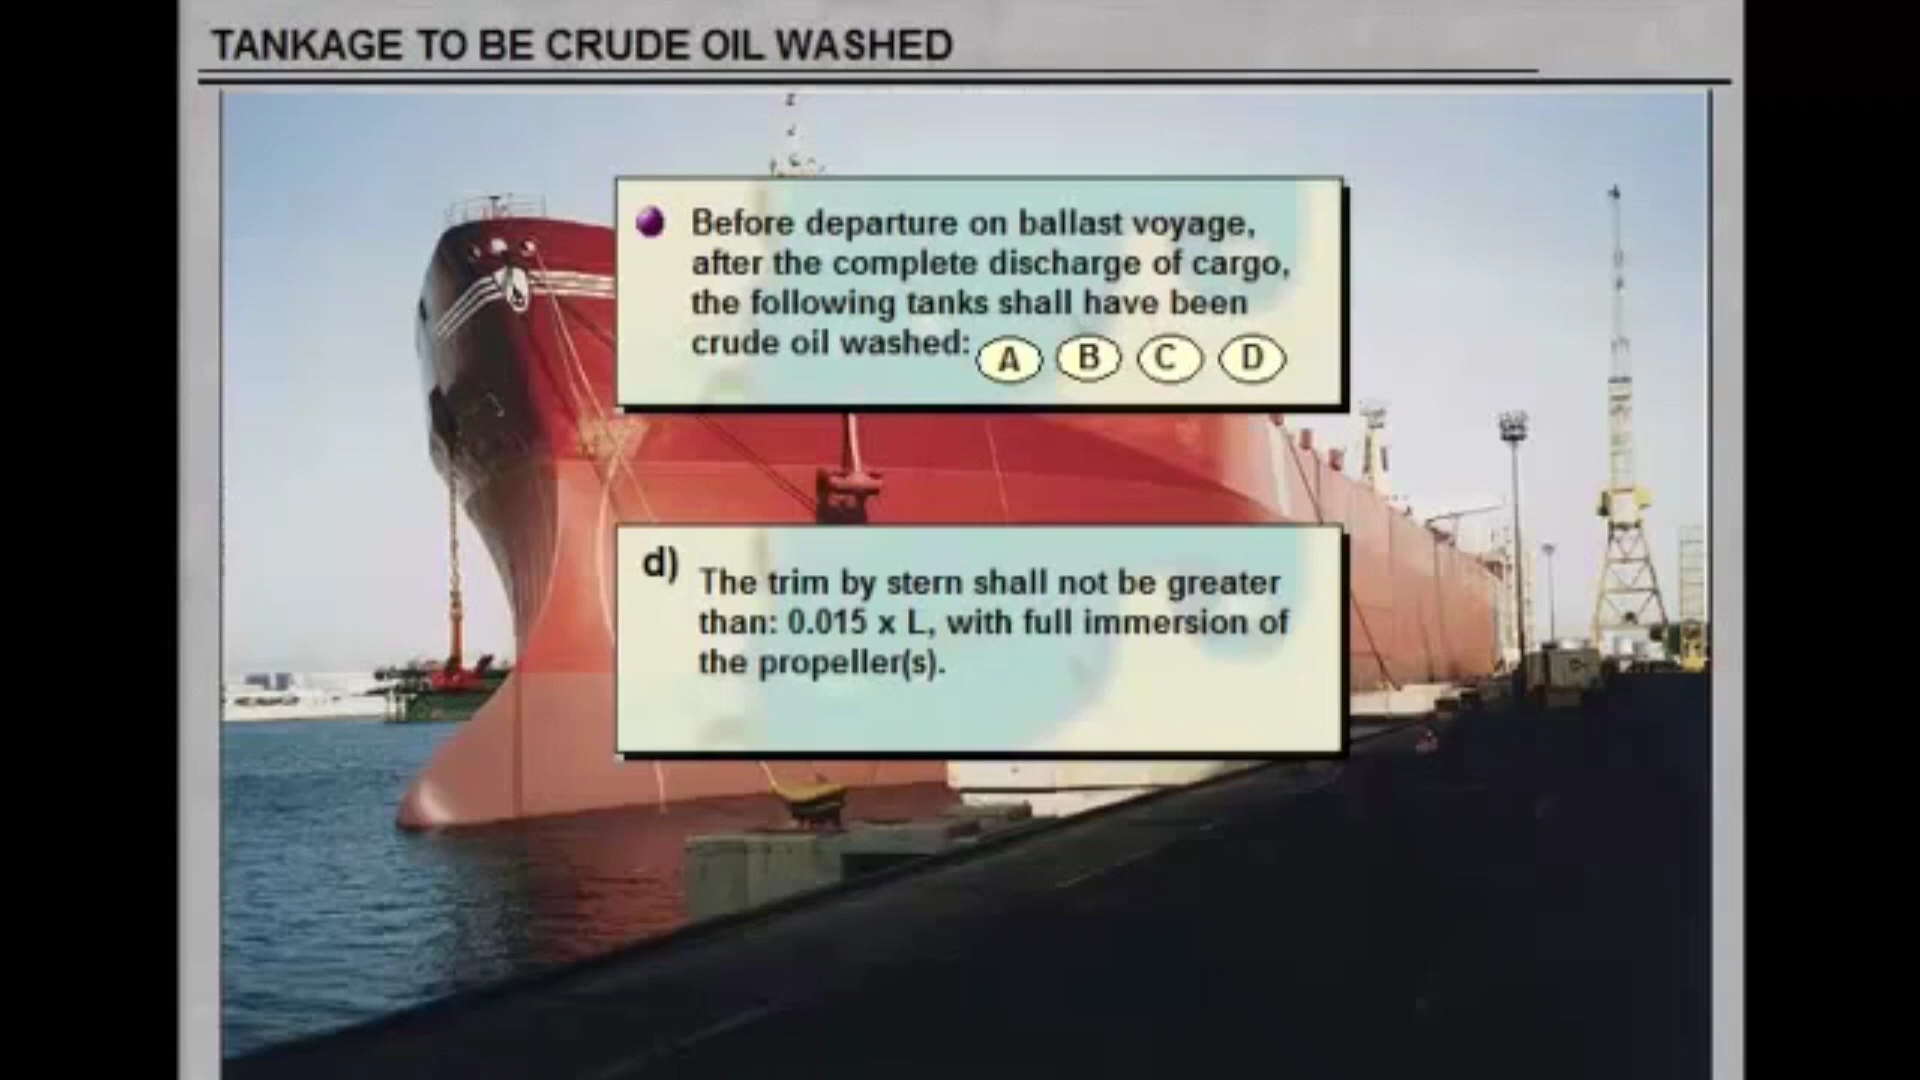 TANKAGE TO BE CRUDE OIL WASHED
Before departure on ballast voyage,
after the complete discharge of cargo,
the following tanks shall have been
crude oil washed: A B C D
d) The trim by stern shall not be greater
than: 0.015 x L, with full immersion of
the propeller(s).